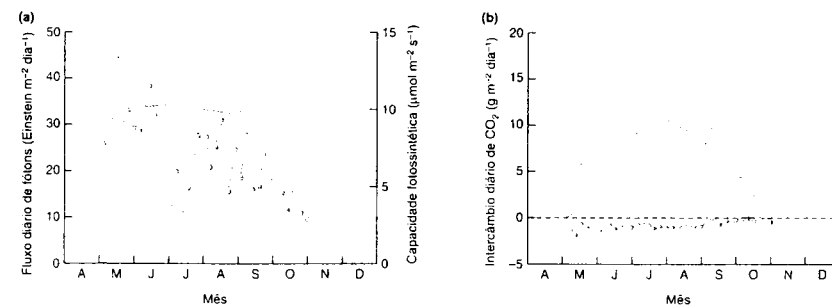 (a)
Fluxo diário de fótons (Einstein m⁻² dia⁻¹)
50
40
30
20
10
0
A M J J A S O N D
Mês
15
10
5
0
Capacidade fotossintética (μmol m⁻² s⁻¹)
(b)
Intercâmbio diário de CO₂ (g m⁻² dia⁻¹)
20
15
10
5
0
−5
A M J J A S O N D
Mês